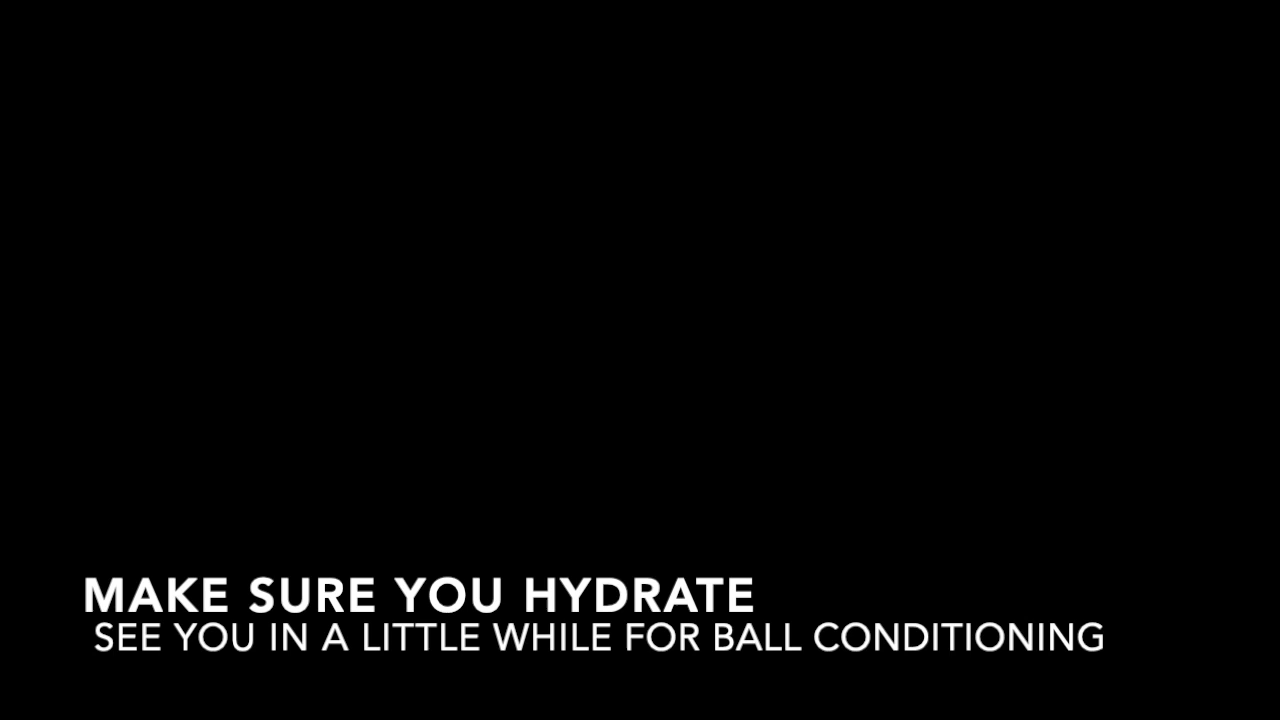 MAKE SURE YOU HYDRATE
SEE YOU IN A LITTLE WHILE FOR BALL CONDITIONING